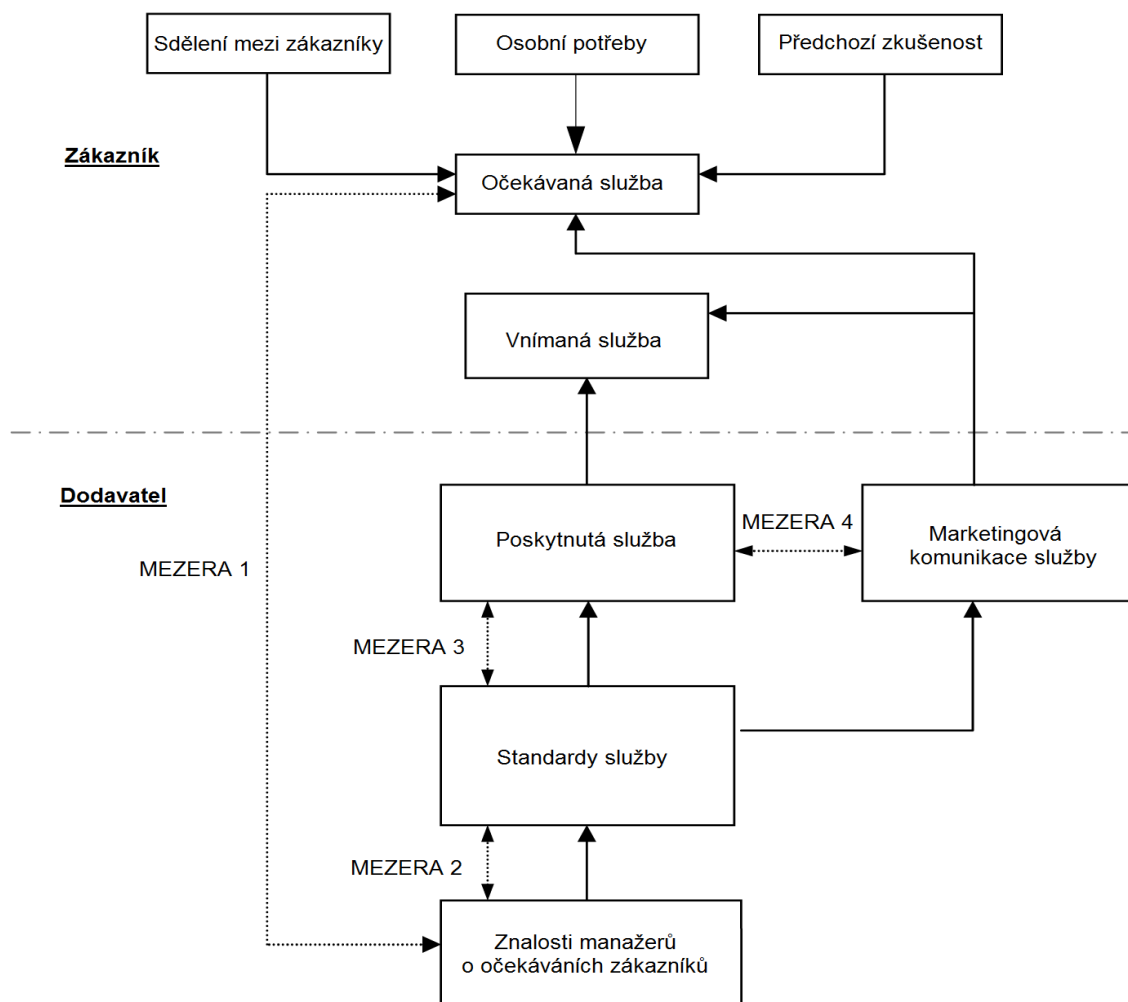 Sdělení mezi zákazníky
Osobní potřeby
Předchozí zkušenost
Zákazník
Očekávaná služba
Vnímaná služba
Dodavatel
Poskytnutá služba
MEZERA 4
Marketingová
komunikace služby
MEZERA 1
MEZERA 3
Standardy služby
MEZERA 2
Znalosti manažerů
o očekáváních zákazníků